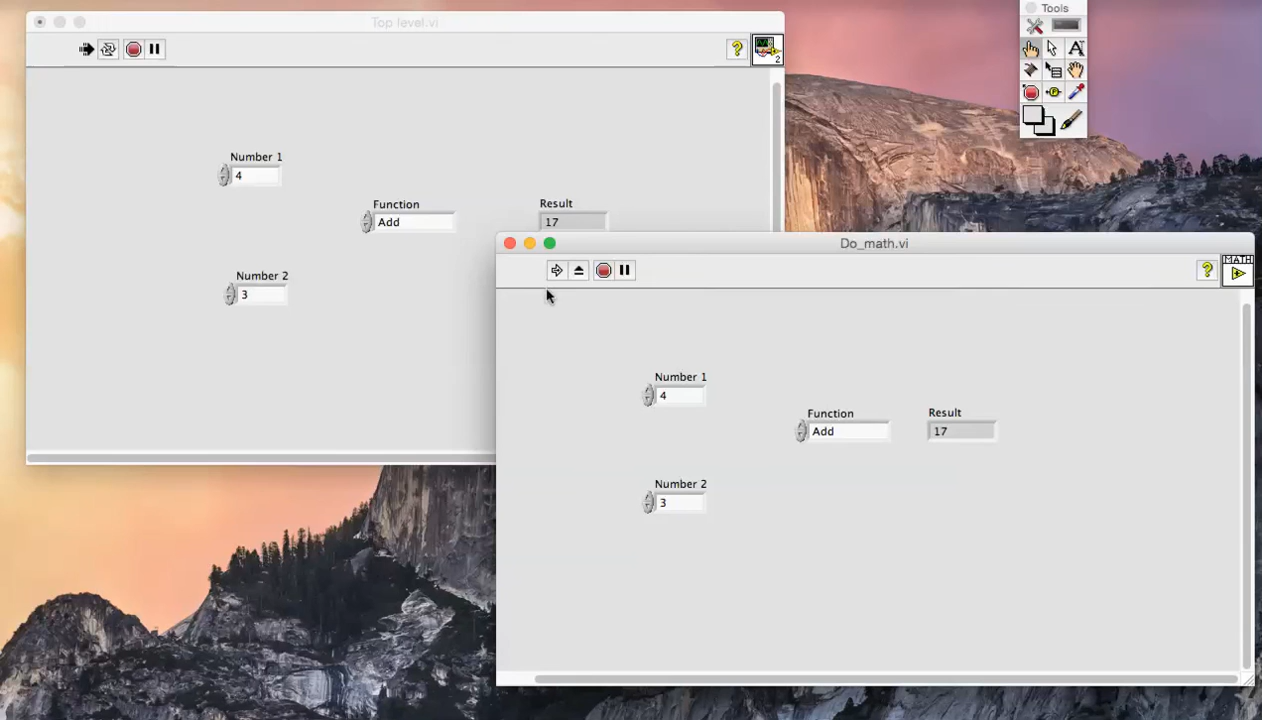 Top level.vi
?
2
Number 1
4
Function
Add
Result
17
Number 2
3
Tools
A
P
Do_math.vi
?
MATH
Number 1
4
Function
Add
Result
17
Number 2
3